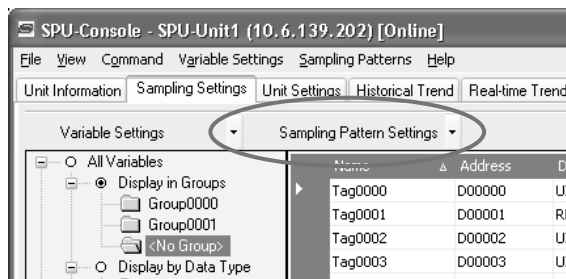 SPU-Console - SPU-Unit1 (10.6.139.202) [Online]
File View Command Variable Settings Sampling Patterns Help
Unit Information Sampling Settings Unit Settings Historical Trend Real-time Trend
Variable Settings Sampling Pattern Settings
All Variables
Display in Groups
Group0000
Group0001
<No Group>
Display by Data Type
Name Address
Tag0000 D00000
Tag0001 D00001
Tag0002 D00002
Tag0003 D00003